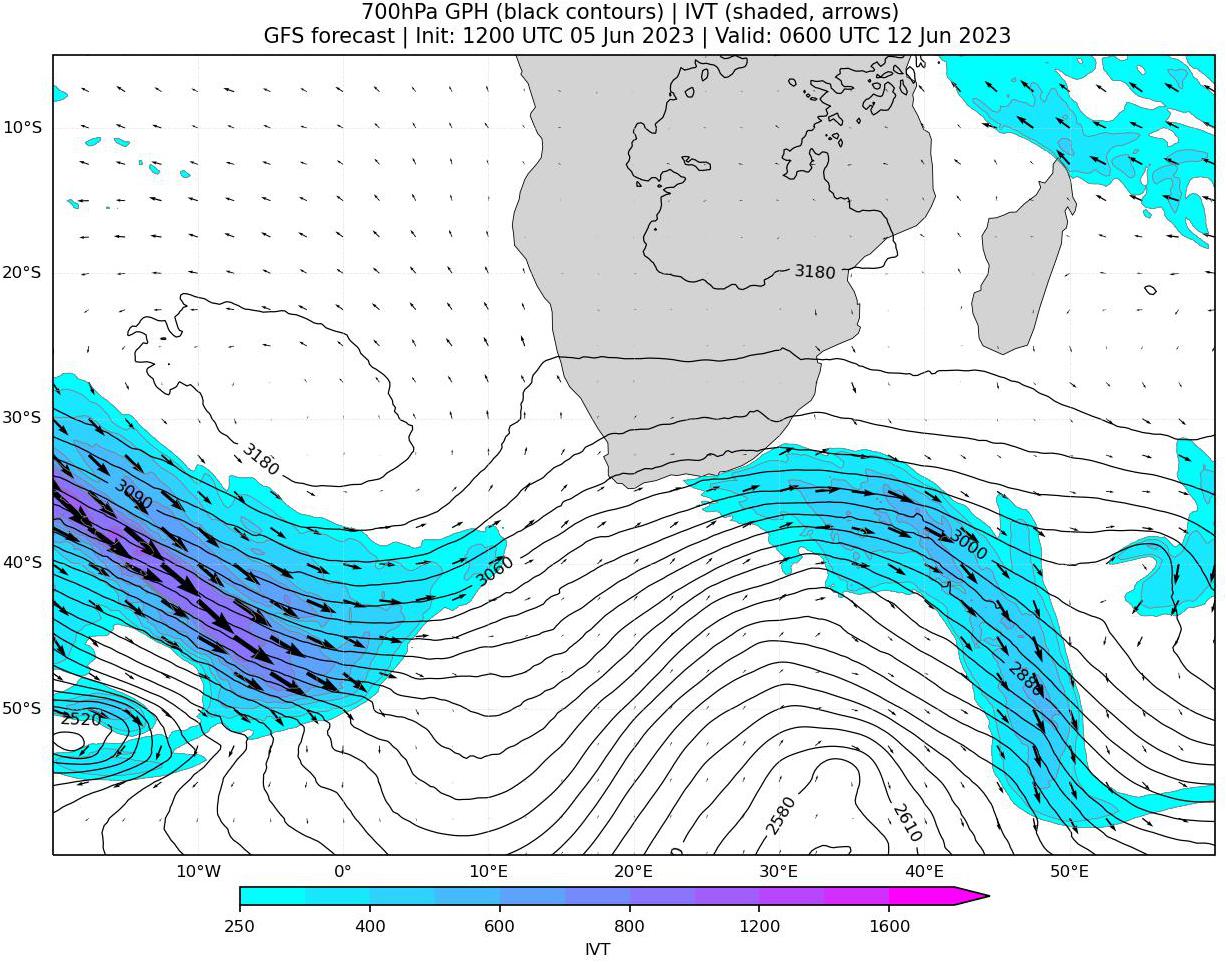 700hPa GPH (black contours) | IVT (shaded, arrows)
GFS forecast | Init: 1200 UTC 05 Jun 2023 | Valid: 0600 UTC 12 Jun 2023
10°S
20°S
3180
30°S
3180
3090
40°S
3000
3060
2880
50°S
2520
2580
2610
10°W
0°
10°E
20°E
30°E
40°E
50°E
250
400
600
800
1200
1600
IVT